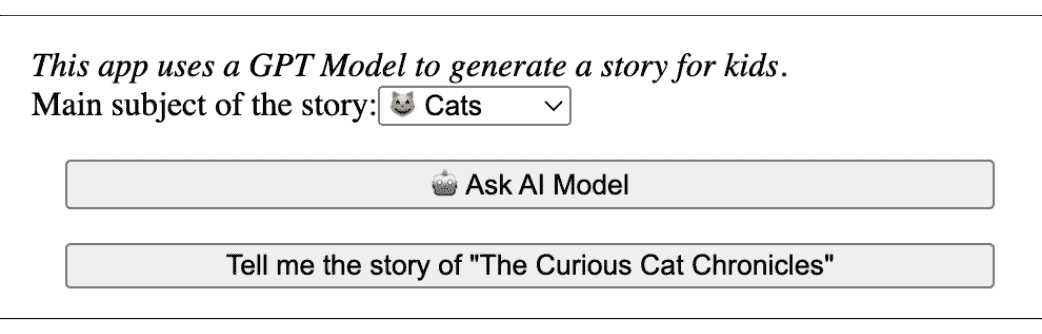 This app uses a GPT Model to generate a story for kids.
Main subject of the story: 😺 Cats
🤖 Ask AI Model
Tell me the story of "The Curious Cat Chronicles"